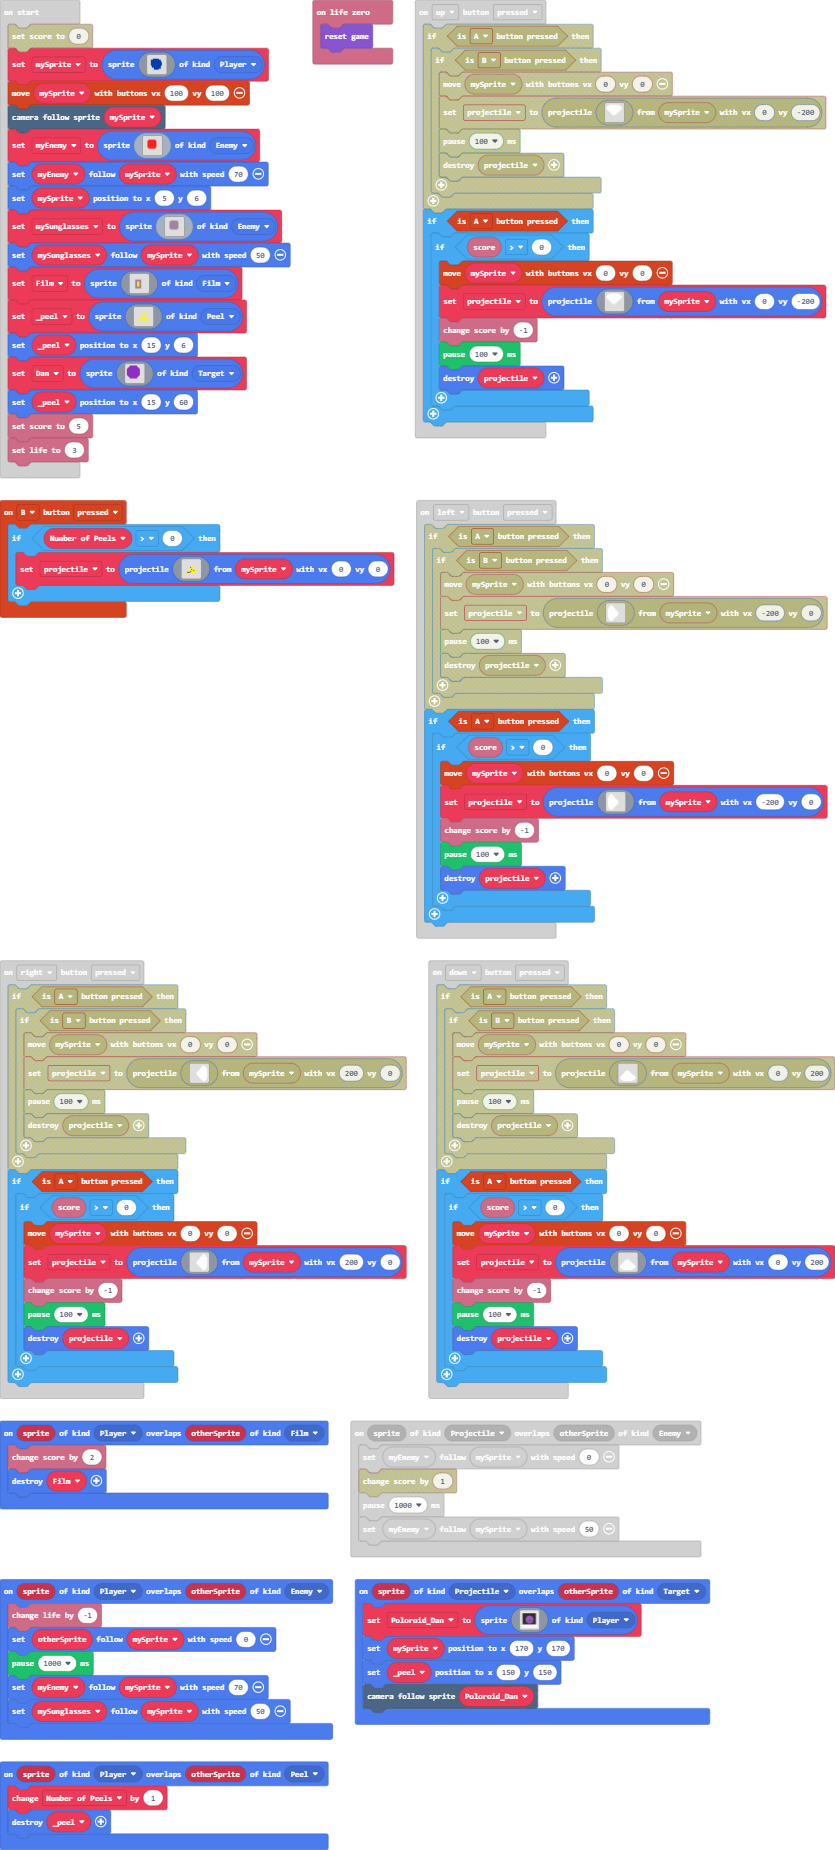 on start
set score to 0
set mySprite to sprite of kind Player
move mySprite with buttons vx 100 vy 100
camera follow sprite mySprite
set myEnemy to sprite of kind Enemy
set myEnemy follow mySprite with speed 70
set mySprite position to x 5 y 6
set mySunglasses to sprite of kind Enemy
set mySunglasses follow mySprite with speed 50
set Film to sprite of kind Film
set _peel to sprite of kind Peel
set _peel position to x 15 y 6
set Dan to sprite of kind Target
set _peel position to x 15 y 60
set score to 5
set life to 3
on life zero
reset game
on up button pressed
if is A button pressed then
if is B button pressed then
move mySprite with buttons vx 0 vy 0
set projectile to projectile from mySprite with vx 0 vy -200
pause 100 ms
destroy projectile
if is A button pressed then
if score > 0 then
move mySprite with buttons vx 0 vy 0
set projectile to projectile from mySprite with vx 0 vy -200
change score by -1
pause 100 ms
destroy projectile
on B button pressed
if Number of Peels > 0 then
set projectile to projectile from mySprite with vx 0 vy 0
on left button pressed
if is A button pressed then
if is B button pressed then
move mySprite with buttons vx 0 vy 0
set projectile to projectile from mySprite with vx -200 vy 0
pause 100 ms
destroy projectile
if is A button pressed then
if score > 0 then
move mySprite with buttons vx 0 vy 0
set projectile to projectile from mySprite with vx -200 vy 0
change score by -1
pause 100 ms
destroy projectile
on right button pressed
if is A button pressed then
if is B button pressed then
move mySprite with buttons vx 0 vy 0
set projectile to projectile from mySprite with vx 200 vy 0
pause 100 ms
destroy projectile
if is A button pressed then
if score > 0 then
move mySprite with buttons vx 0 vy 0
set projectile to projectile from mySprite with vx 200 vy 0
change score by -1
pause 100 ms
destroy projectile
on down button pressed
if is A button pressed then
if is B button pressed then
move mySprite with buttons vx 0 vy 0
set projectile to projectile from mySprite with vx 0 vy 200
pause 100 ms
destroy projectile
if is A button pressed then
if score > 0 then
move mySprite with buttons vx 0 vy 0
set projectile to projectile from mySprite with vx 0 vy 200
change score by -1
pause 100 ms
destroy projectile
on sprite of kind Player overlaps otherSprite of kind Film
change score by 2
destroy Film
on sprite of kind Projectile overlaps otherSprite of kind Enemy
set myEnemy follow mySprite with speed 0
change score by 1
pause 1000 ms
set myEnemy follow mySprite with speed 50
on sprite of kind Player overlaps otherSprite of kind Enemy
change life by -1
set otherSprite follow mySprite with speed 0
pause 1000 ms
set myEnemy follow mySprite with speed 70
set mySunglasses follow mySprite with speed 50
on sprite of kind Projectile overlaps otherSprite of kind Target
set Poloroid_Dan to sprite of kind Player
set mySprite position to x 170 y 170
set _peel position to x 150 y 150
camera follow sprite Poloroid_Dan
on sprite of kind Player overlaps otherSprite of kind Peel
change Number of Peels by 1
destroy _peel